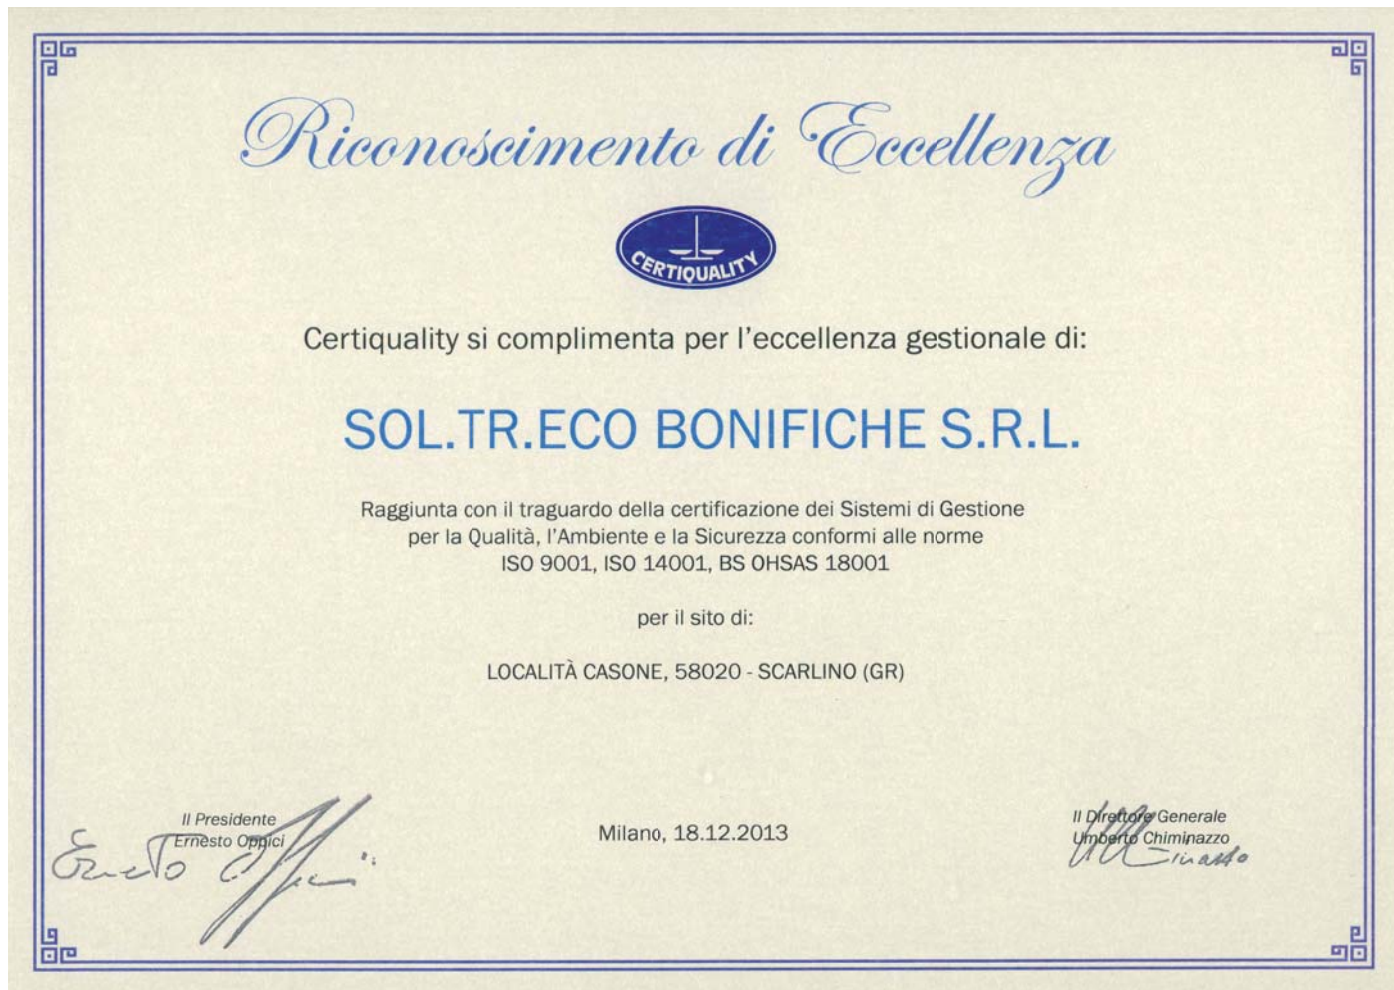 Riconoscimento di Eccellenza
CERTIQUALITY
Certiquality si complimenta per l'eccellenza gestionale di:
SOL.TR.ECO BONIFICHE S.R.L.
Raggiunta con il traguardo della certificazione dei Sistemi di Gestione
per la Qualità, l'Ambiente e la Sicurezza conformi alle norme
ISO 9001, ISO 14001, BS OHSAS 18001
per il sito di:
LOCALITÀ CASONE, 58020 - SCARLINO (GR)
Il Presidente
Ernesto Oppici
Milano, 18.12.2013
Il Direttore Generale
Umberto Chiminazzo